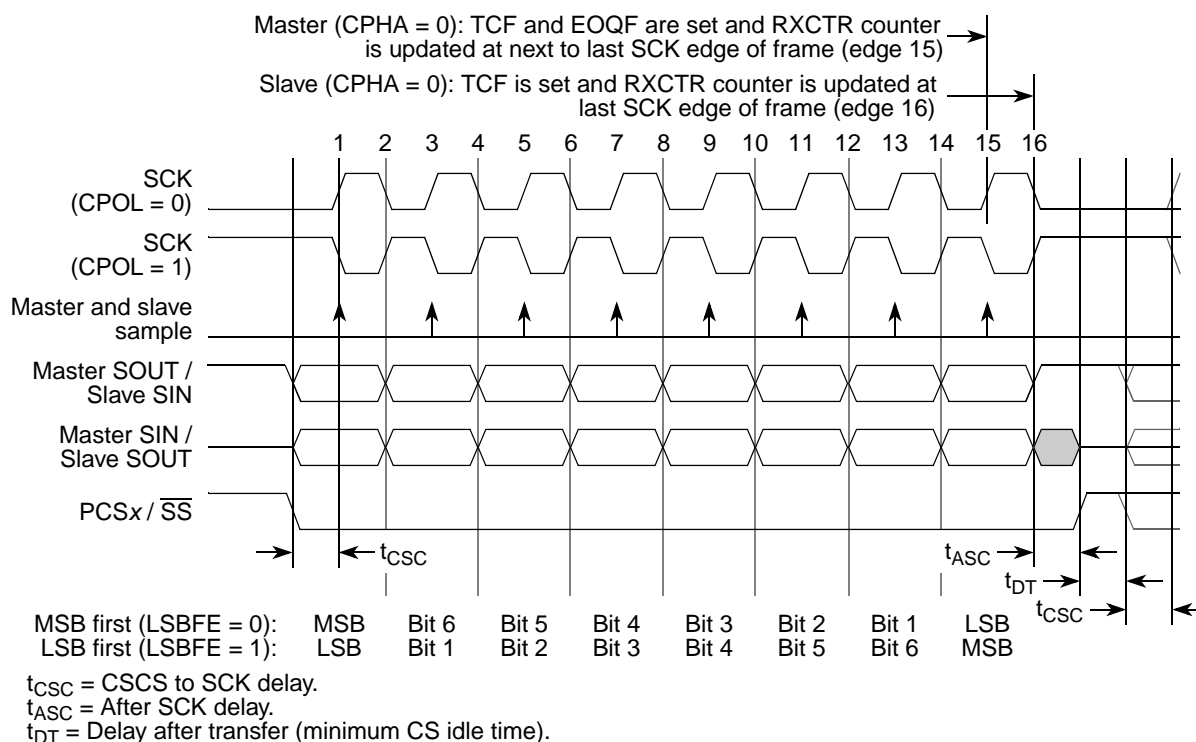 Master (CPHA = 0): TCF and EOQF are set and RXCTR counter
is updated at next to last SCK edge of frame (edge 15)
Slave (CPHA = 0): TCF is set and RXCTR counter is updated at
last SCK edge of frame (edge 16)
1 2 3 4 5 6 7 8 9 10 11 12 13 14 15 16
SCK
(CPOL = 0)
SCK
(CPOL = 1)
Master and slave
sample
Master SOUT /
Slave SIN
Master SIN /
Slave SOUT
PCSx / SS
tCSC tASC
tDT
tCSC
MSB first (LSBFE = 0): MSB Bit 6 Bit 5 Bit 4 Bit 3 Bit 2 Bit 1 LSB
LSB first (LSBFE = 1): LSB Bit 1 Bit 2 Bit 3 Bit 4 Bit 5 Bit 6 MSB
tCSC = CSCS to SCK delay.
tASC = After SCK delay.
tDT = Delay after transfer (minimum CS idle time).